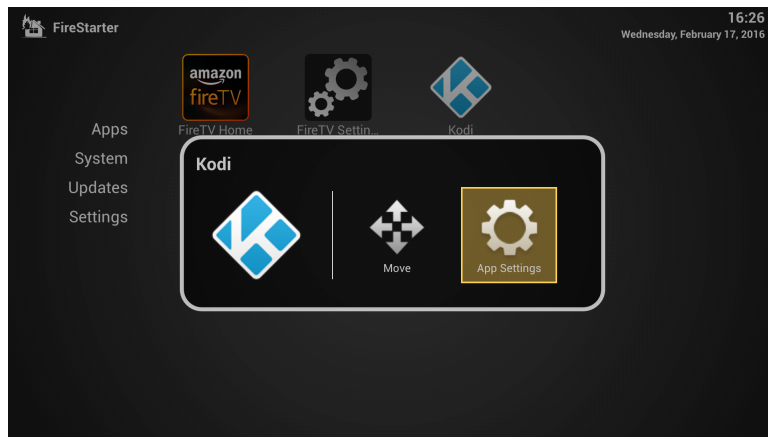 FireStarter
16:26
Wednesday, February 17, 2016
amazon
fireTV
Apps
FireTV Home
FireTV Settin...
Kodi
System
Updates
Settings
Kodi
Move
App Settings